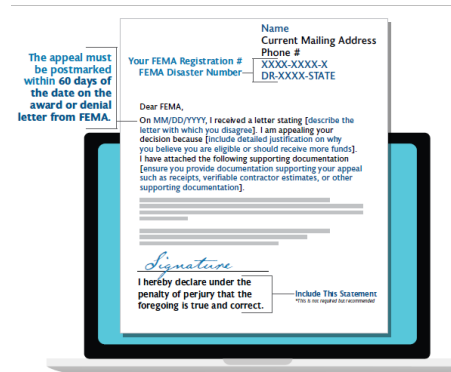 Name
Current Mailing Address
Phone #
Your FEMA Registration # XXXX-XXXX-X
FEMA Disaster Number DR-XXXX-STATE
The appeal must
be postmarked
within 60 days of
the date on the
award or denial
letter from FEMA.
Dear FEMA,
On MM/DD/YYYY, I received a letter stating [describe the
letter with which you disagree]. I am appealing your
decision because [include detailed justification on why
you believe you are eligible or should receive more funds].
I have attached the following supporting documentation
[ensure you provide documentation supporting your appeal
such as receipts, verifiable contractor estimates, or other
supporting documentation].
Signature
I hereby declare under the
penalty of perjury that the
foregoing is true and correct.
Include This Statement
*This is not required but recommended